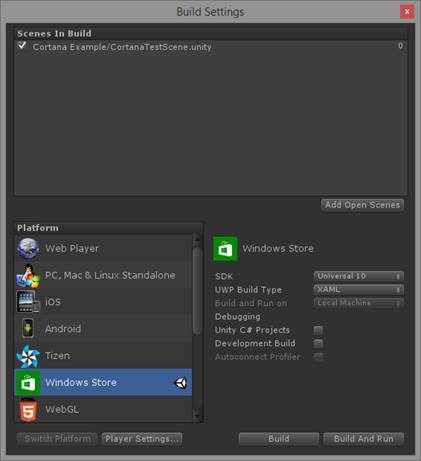 Build Settings
x
Scenes In Build
Cortana Example/CortanaTestScene.unity 0
Add Open Scenes
Platform
Web Player
PC, Mac & Linux Standalone
iOS
Android
Tizen
Windows Store
WebGL
Windows Store
SDK Universal 10
UWP Build Type XAML
Build and Run on Local Machine
Debugging
Unity C# Projects
Development Build
Autoconnect Profiler
Switch Platform Player Settings... Build Build And Run